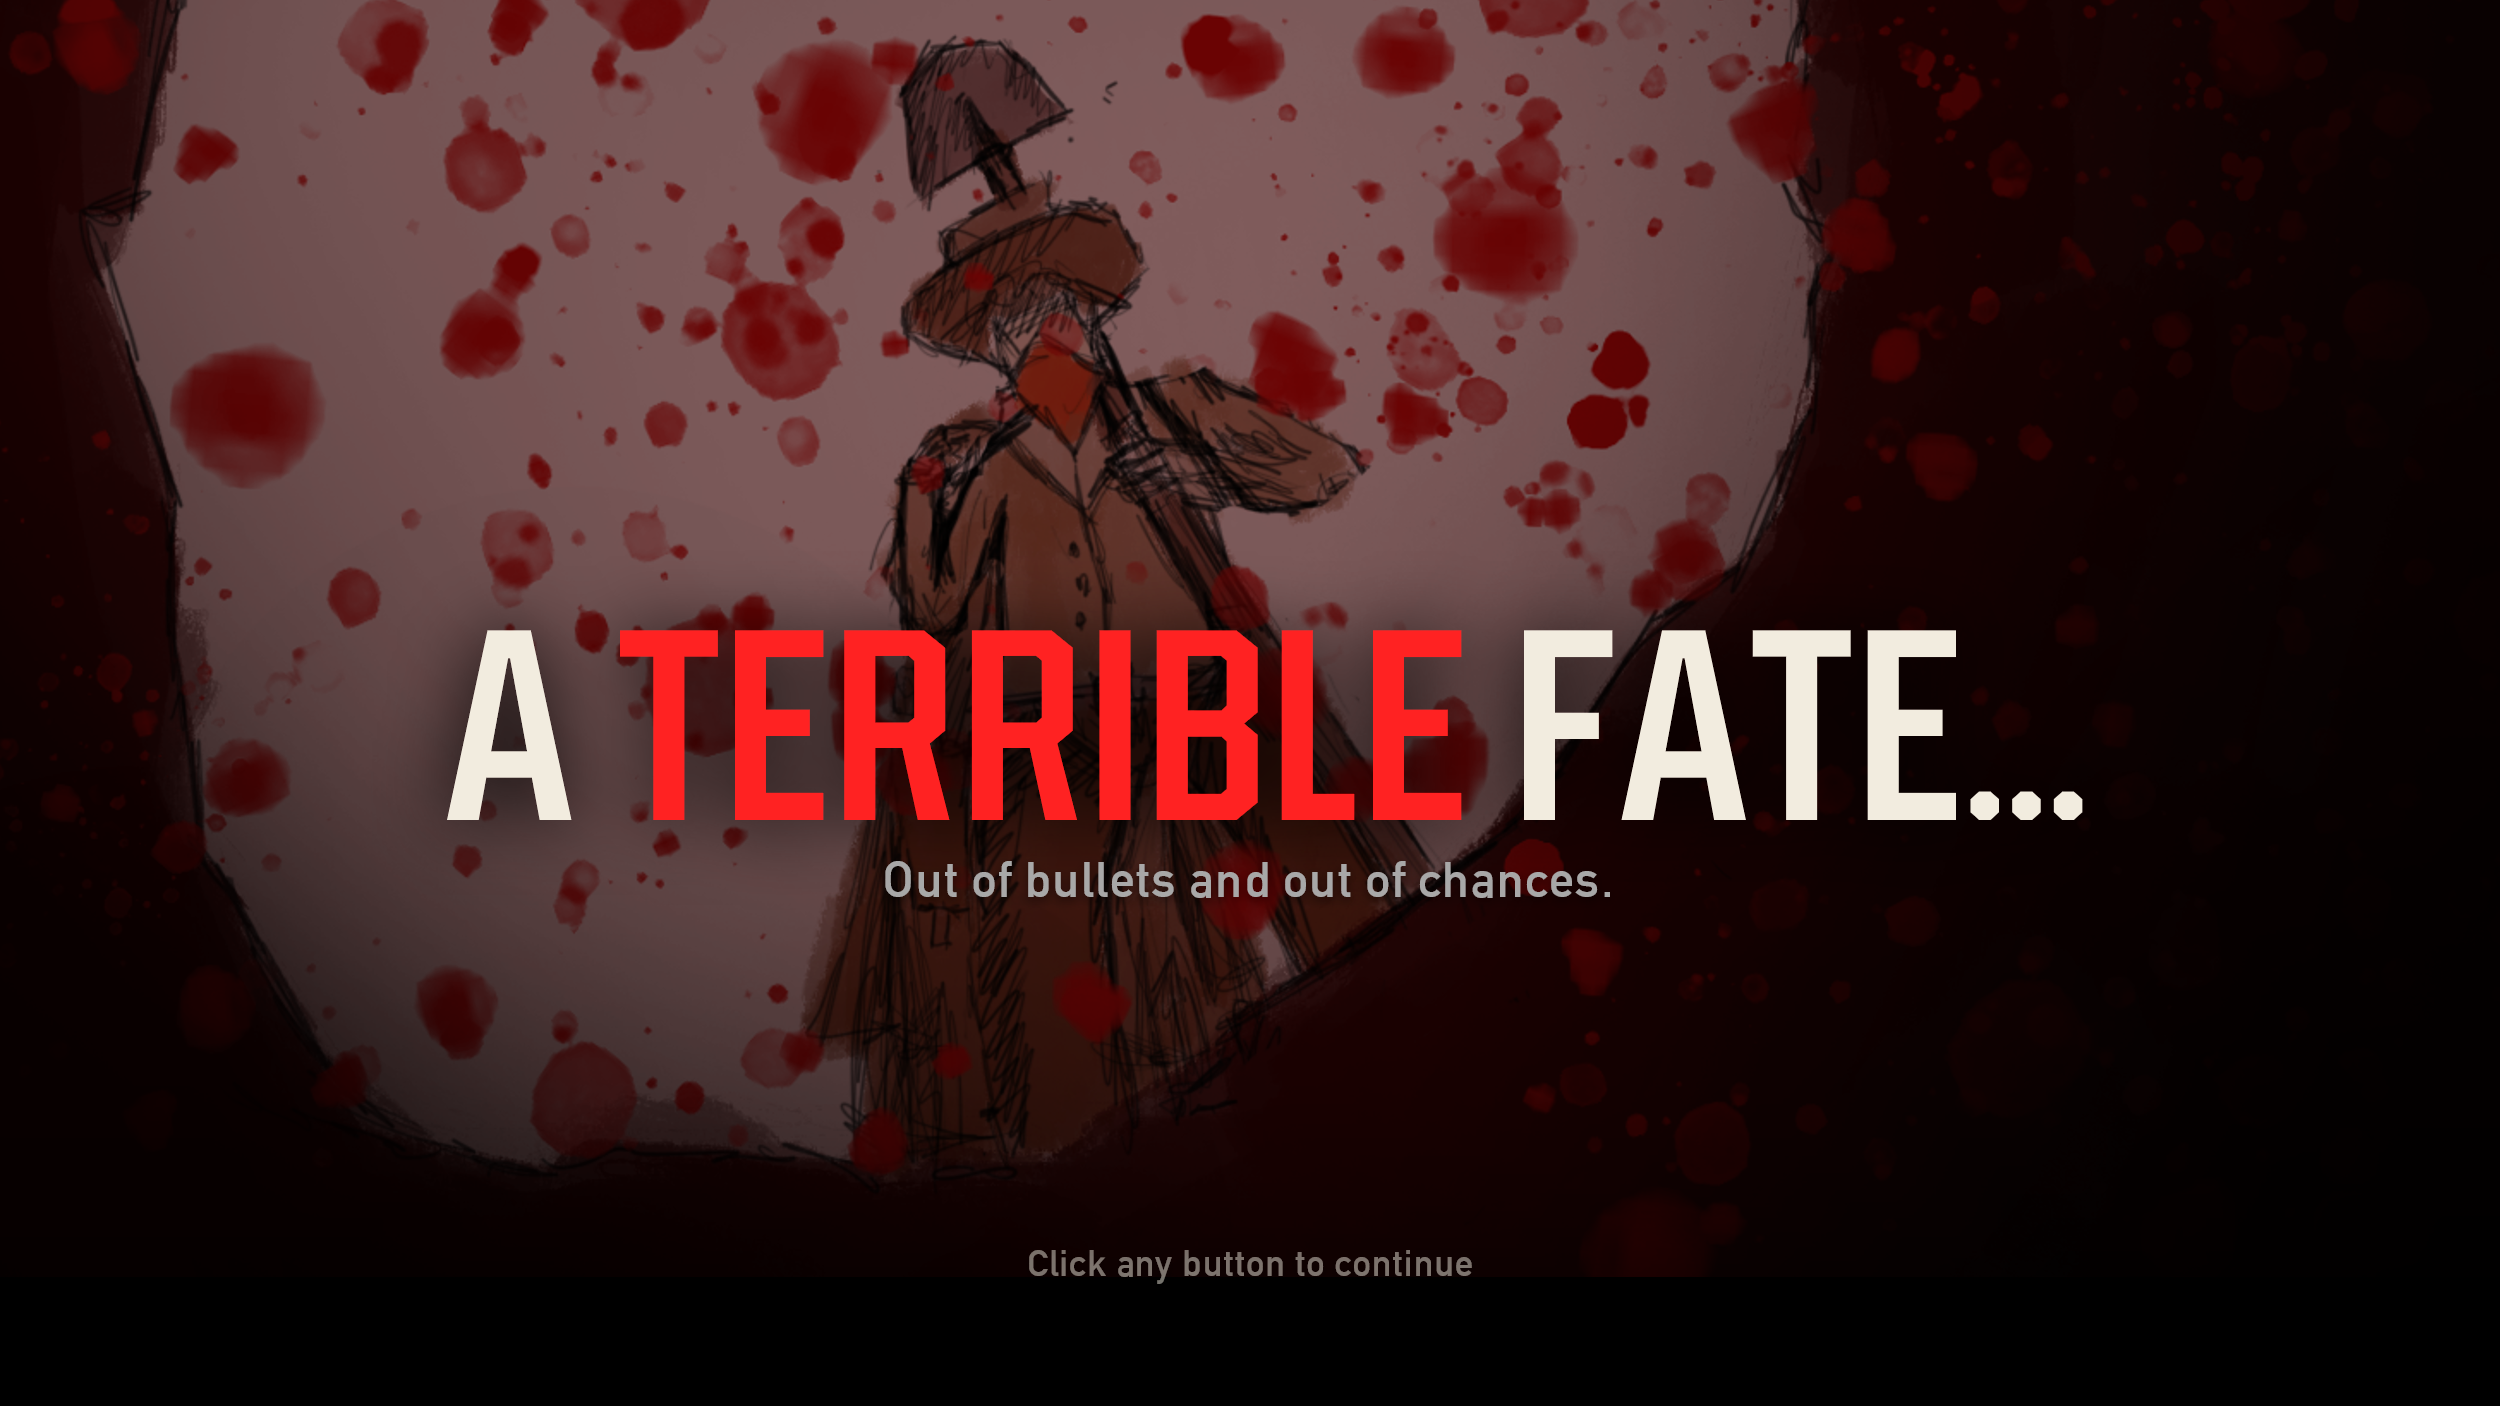 A TERRIBLE FATE...
Out of bullets and out of chances.
Click any button to continue